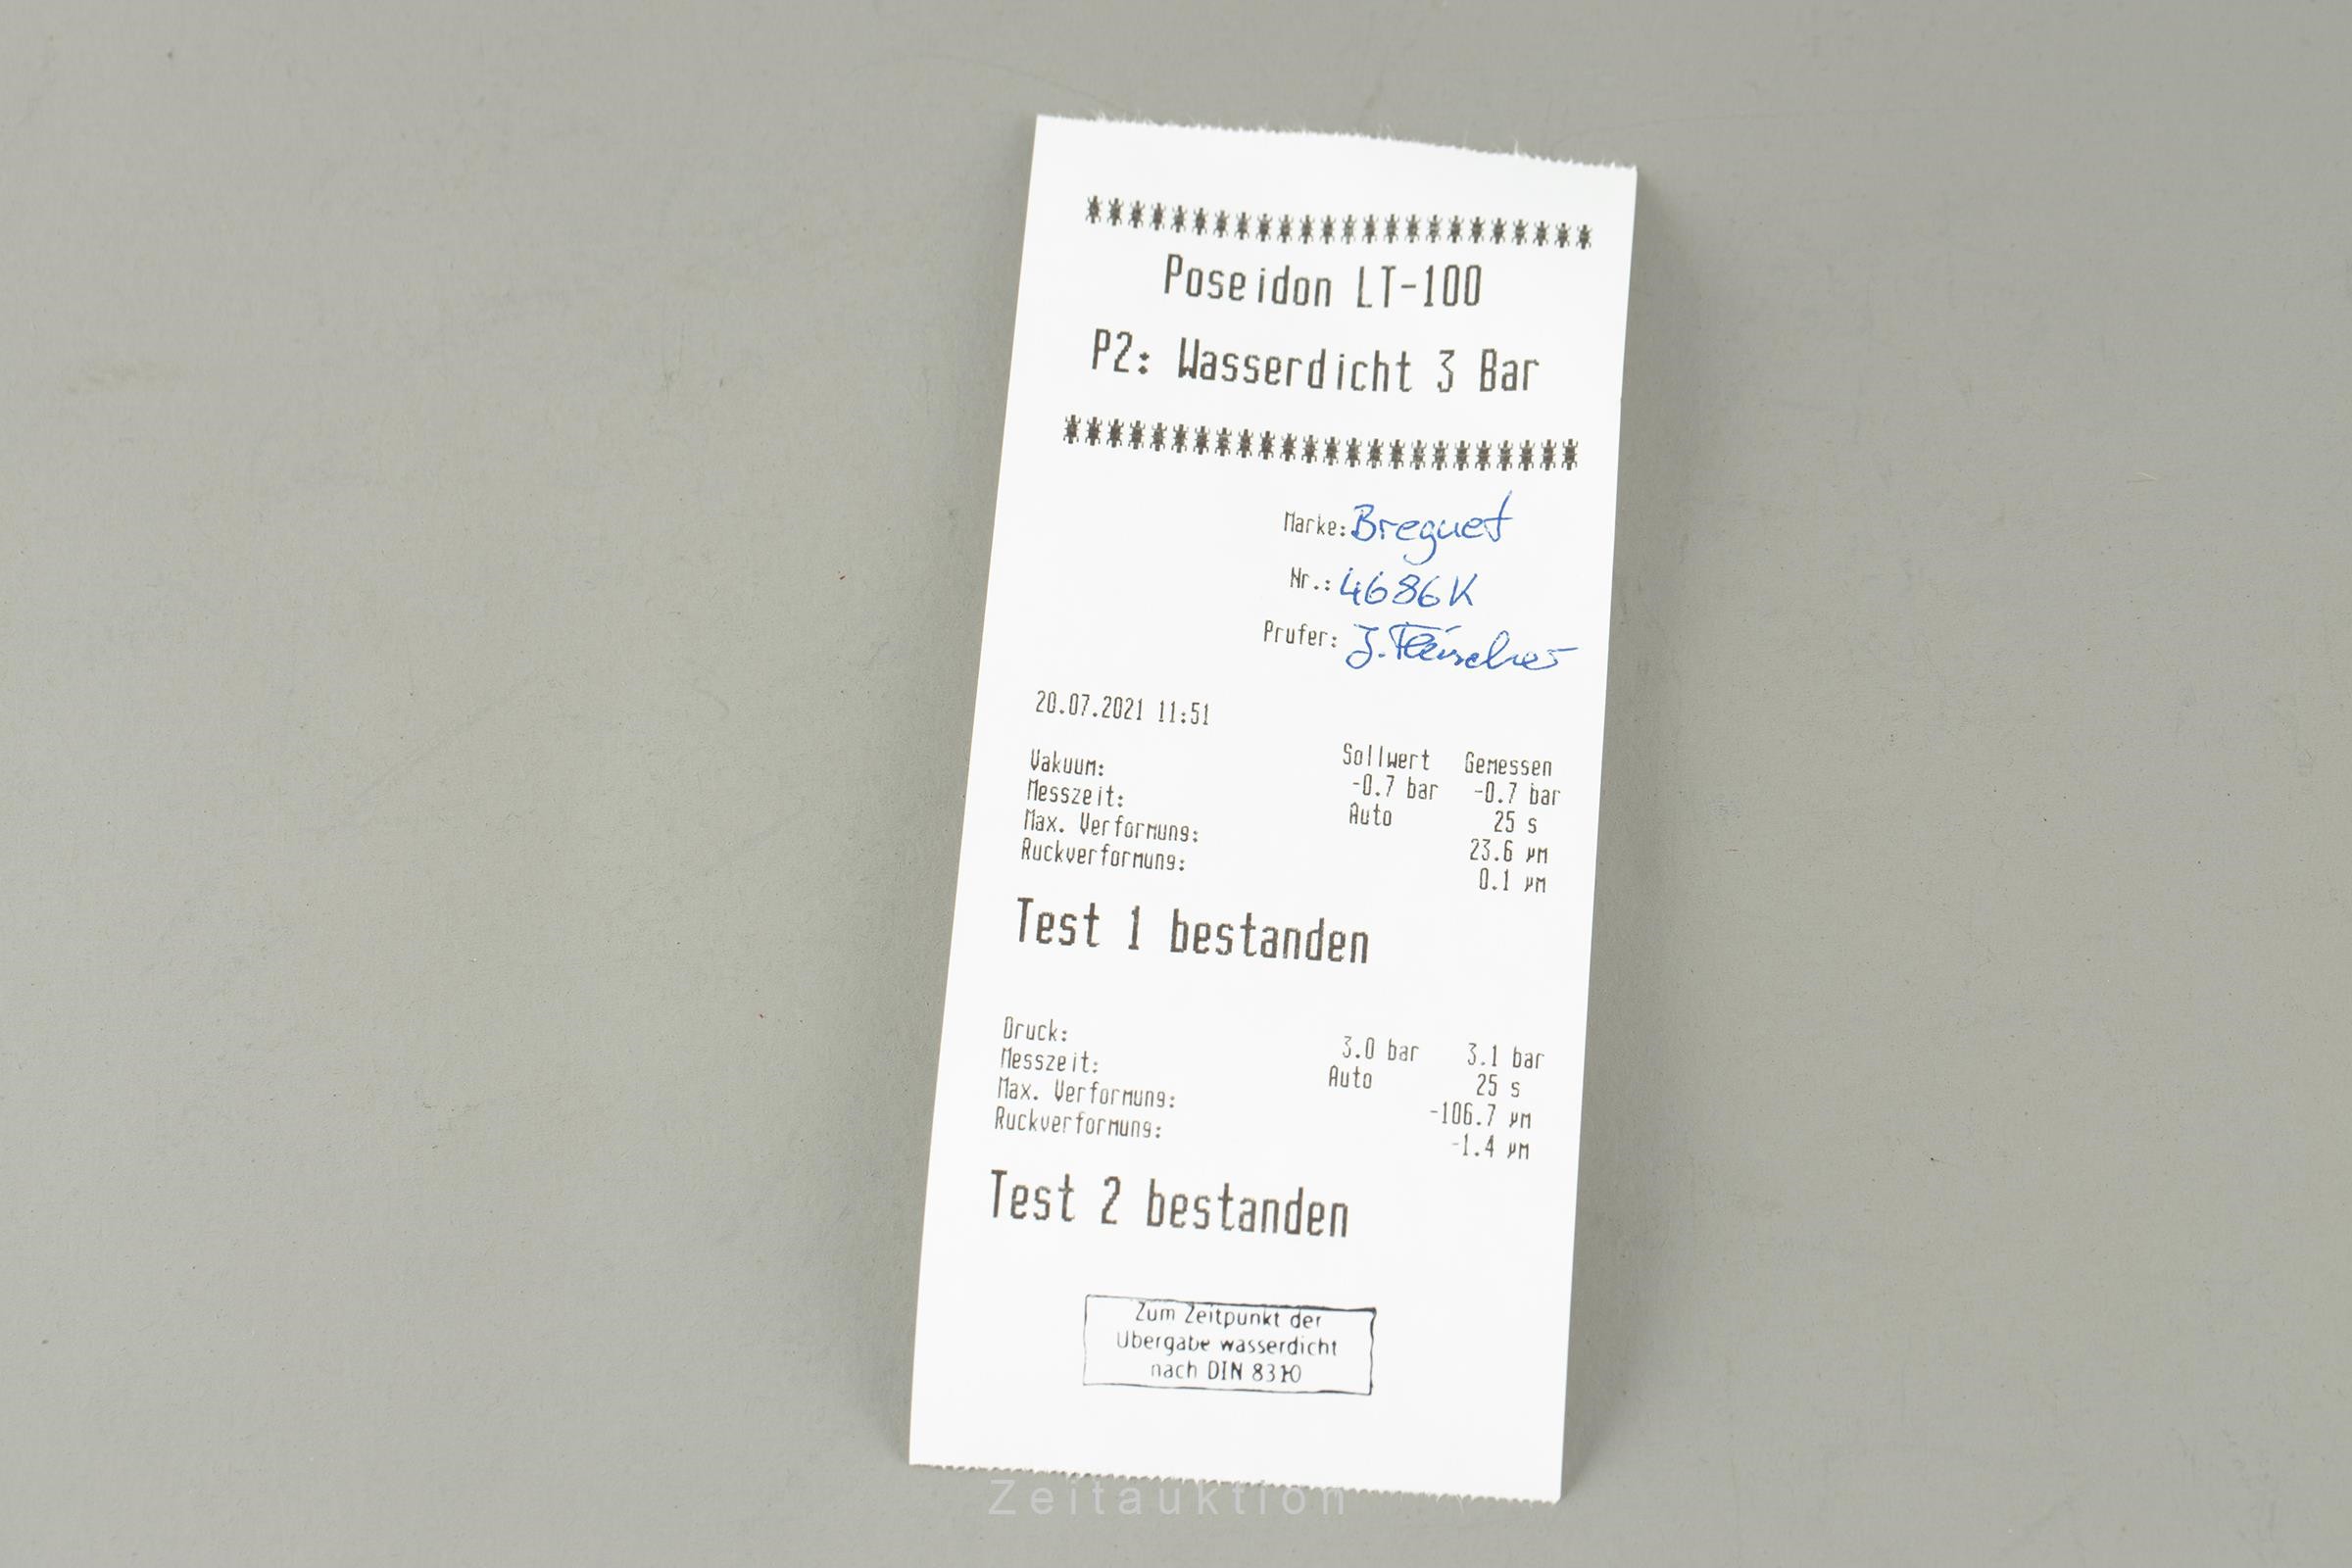 ************************
Poseidon LT-100
P2: Wasserdicht 3 Bar
************************
Marke: Breguet
Nr.: 4686K
Prufer: J.
20.07.2021 11:51
Sollwert Gemessen
Vakuum: -0.7 bar -0.7 bar
Messzeit: Auto 25 s
Max. Verformung: 23.6 µm
Ruckverformung: 0.1 µm
Test 1 bestanden
Druck: 3.0 bar 3.1 bar
Messzeit: Auto 25 s
Max. Verformung: -106.7 µm
Ruckverformung: -1.4 µm
Test 2 bestanden
Zum Zeitpunkt der
Übergabe wasserdicht
nach DIN 8310
Zeitauktion